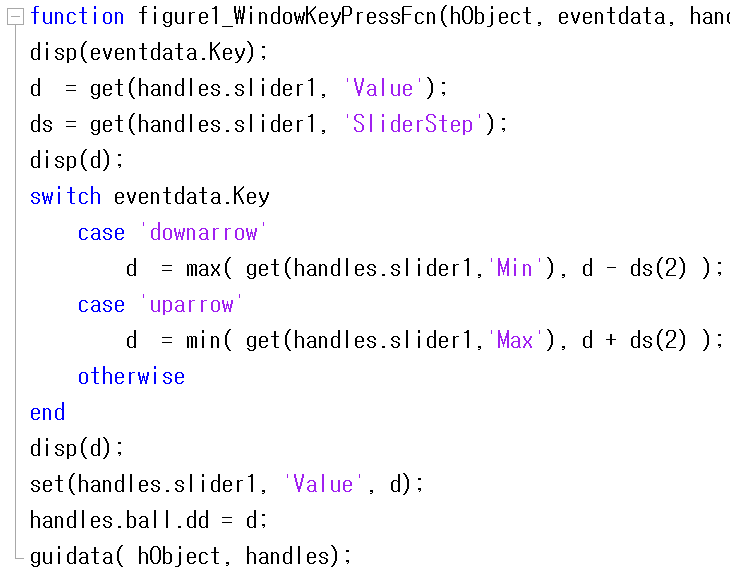 function figure1_WindowKeyPressFcn(hObject, eventdata, hand
disp(eventdata.Key);
d  = get(handles.slider1, 'Value');
ds = get(handles.slider1, 'SliderStep');
disp(d);
switch eventdata.Key
    case 'downarrow'
        d  = max( get(handles.slider1,'Min'), d - ds(2) );
    case 'uparrow'
        d  = min( get(handles.slider1,'Max'), d + ds(2) );
    otherwise
end
disp(d);
set(handles.slider1, 'Value', d);
handles.ball.dd = d;
guidata( hObject, handles);